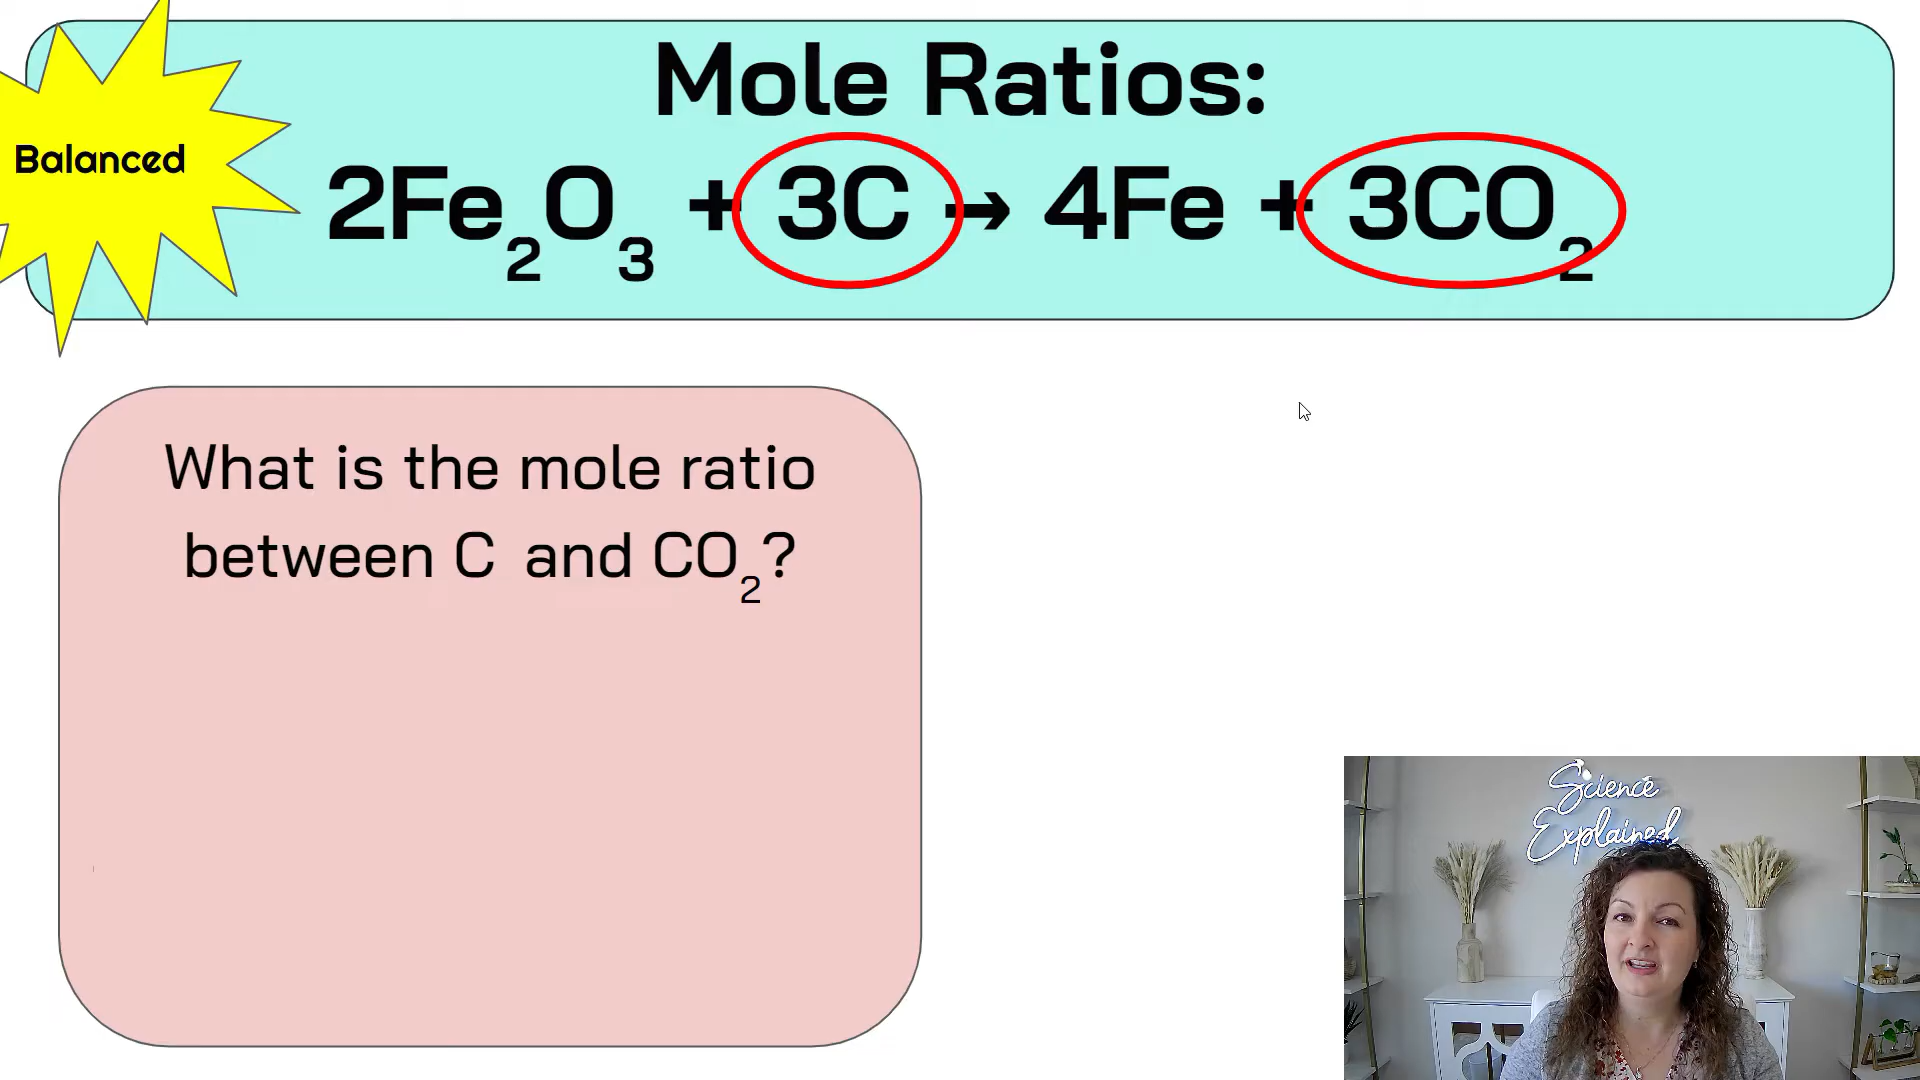 Mole Ratios:
Balanced
2Fe₂O₃ + 3C → 4Fe + 3CO₂
What is the mole ratio
between C and CO₂?
Science
Explained